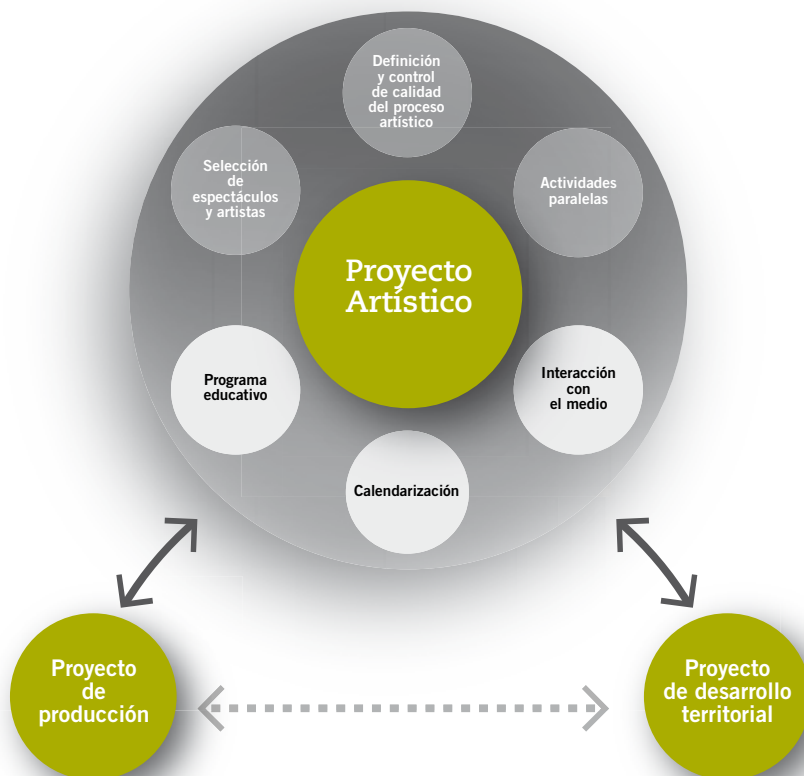 Definición
y control
de calidad
del proceso
artístico
Selección
de
espectáculos
y artistas
Actividades
paralelas
Proyecto
Artístico
Programa
educativo
Interacción
con
el medio
Calendarización
Proyecto
de
producción
Proyecto
de desarrollo
territorial